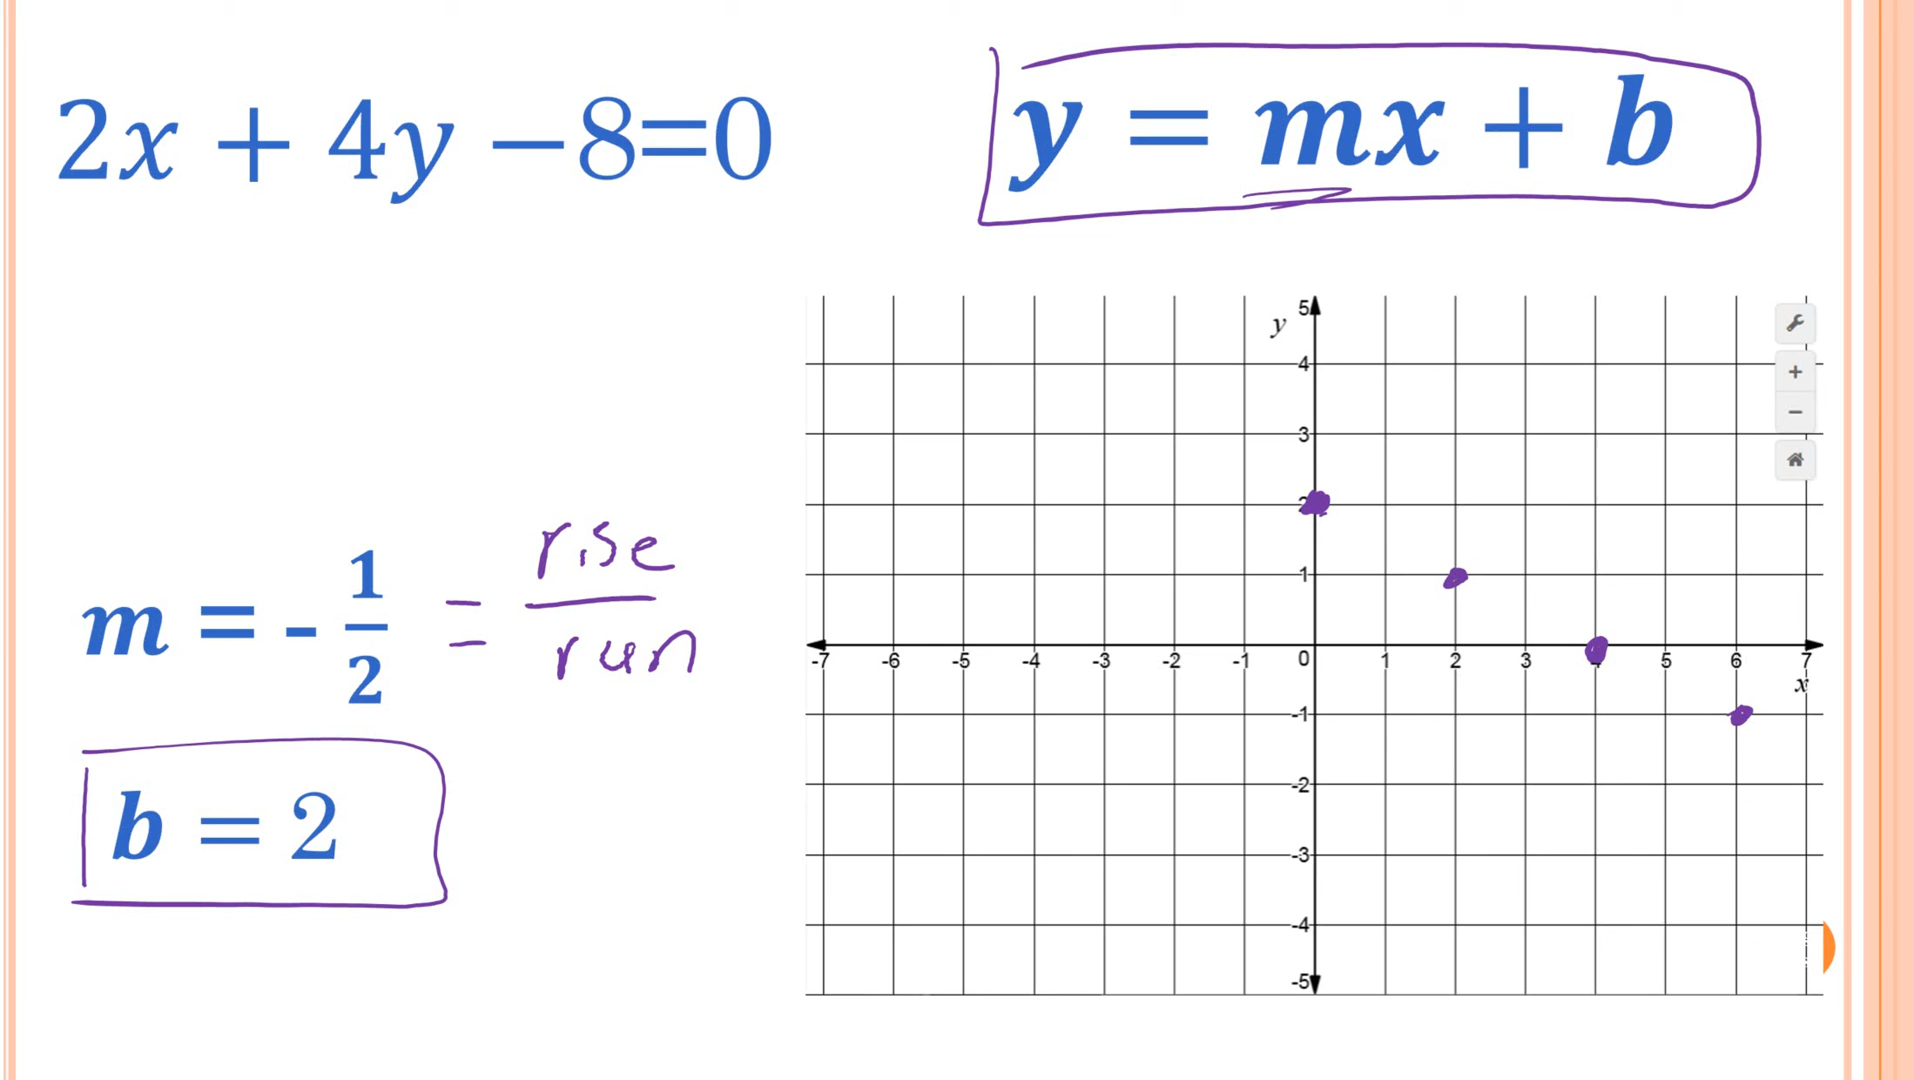 2x + 4y −8=0
y = mx + b
m = - 1/2 = rise/run
b = 2
y
5
4
3
2
1
-7 -6 -5 -4 -3 -2 -1 0 1 2 3 4 5 6 7
x
-1
-2
-3
-4
-5